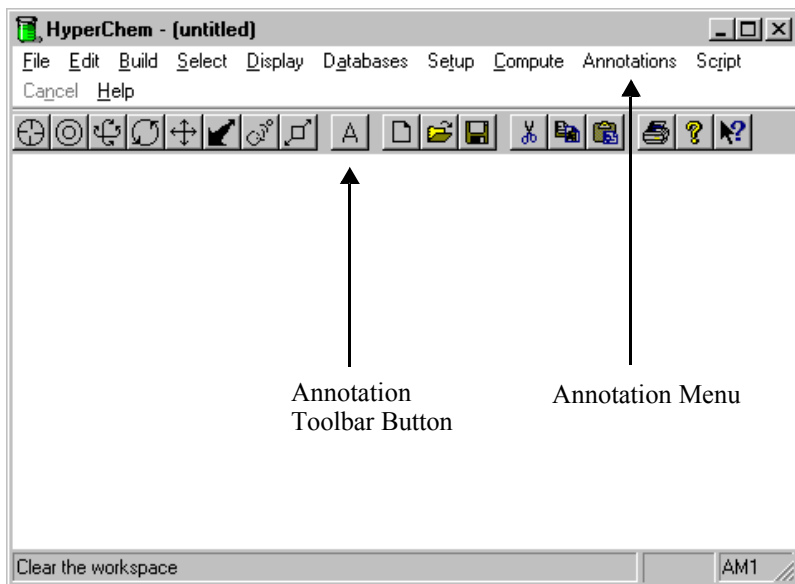 HyperChem - (untitled)
File Edit Build Select Display Databases Setup Compute Annotations Script
Cancel Help
A
Annotation
Toolbar Button
Annotation Menu
Clear the workspace
AM1